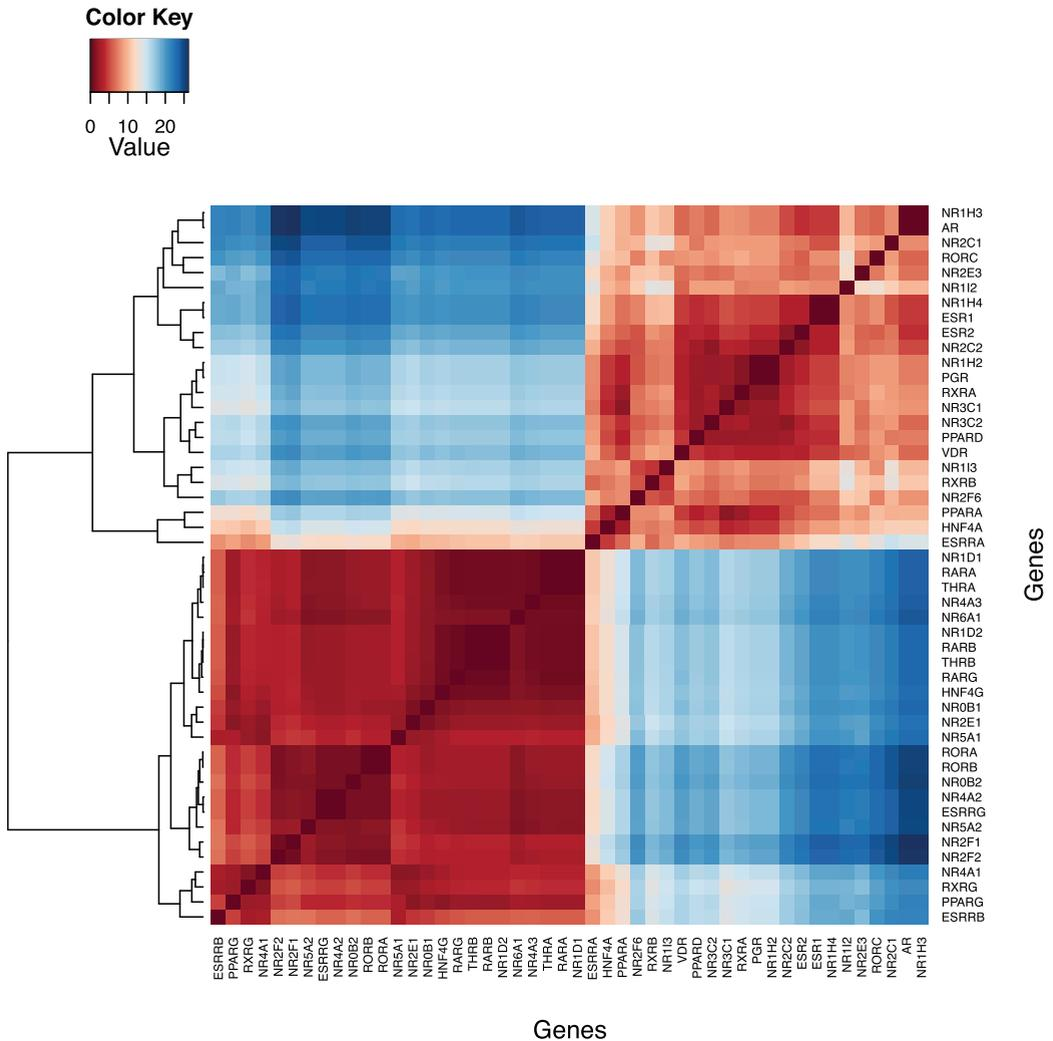 Color Key
0 10 20
Value
NR1H3
AR
NR2C1
RORC
NR2E3
NR1I2
NR1H4
ESR1
ESR2
NR2C2
NR1H2
PGR
RXRA
NR3C1
NR3C2
PPARD
VDR
NR1I3
RXRB
NR2F6
PPARA
HNF4A
ESRRA
NR1D1
RARA
THRA
NR4A3
NR6A1
NR1D2
RARB
THRB
RARG
HNF4G
NR0B1
NR2E1
NR5A1
RORA
RORB
NR0B2
NR4A2
ESRRG
NR5A2
NR2F1
NR2F2
NR4A1
RXRG
PPARG
ESRRB
Genes
ESRRB
PPARG
RXRG
NR4A1
NR2F2
NR2F1
NR5A2
ESRRG
NR4A2
NR0B2
RORB
RORA
NR5A1
NR2E1
NR0B1
HNF4G
RARG
THRB
RARB
NR1D2
NR6A1
NR4A3
THRA
RARA
NR1D1
ESRRA
HNF4A
PPARA
NR2F6
RXRB
NR1I3
VDR
PPARD
NR3C2
NR3C1
RXRA
PGR
NR1H2
NR2C2
ESR2
ESR1
NR1H4
NR1I2
NR2E3
RORC
NR2C1
AR
NR1H3
Genes